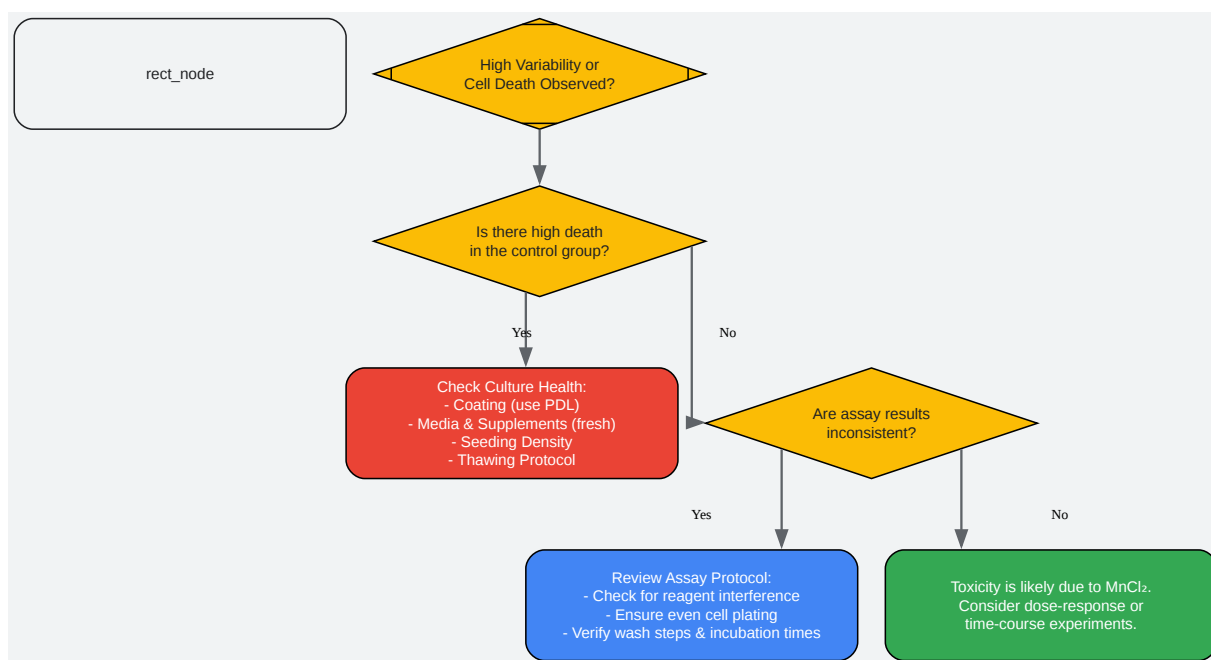 rect_node
High Variability or
Cell Death Observed?
Is there high death
in the control group?
Yes
No
Check Culture Health:
- Coating (use PDL)
- Media & Supplements (fresh)
- Seeding Density
- Thawing Protocol
Are assay results
inconsistent?
Yes
No
Review Assay Protocol:
- Check for reagent interference
- Ensure even cell plating
- Verify wash steps & incubation times
Toxicity is likely due to MnCl₂.
Consider dose-response or
time-course experiments.